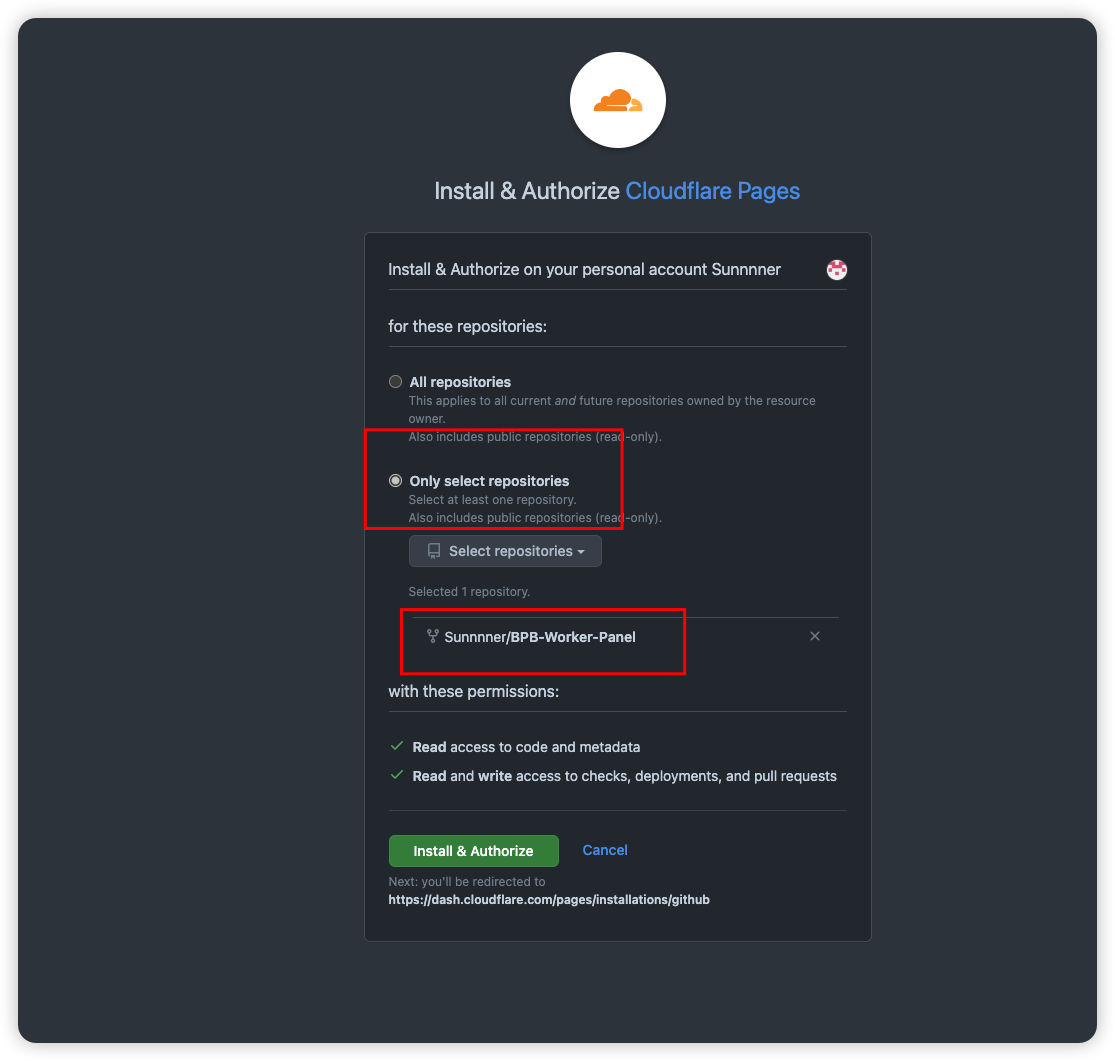 Install & Authorize Cloudflare Pages
Install & Authorize on your personal account Sunnnner
for these repositories:
All repositories
This applies to all current and future repositories owned by the resource
owner.
Also includes public repositories (read-only).
Only select repositories
Select at least one repository.
Also includes public repositories (read-only).
Select repositories
Selected 1 repository.
Sunnnner/BPB-Worker-Panel
with these permissions:
Read access to code and metadata
Read and write access to checks, deployments, and pull requests
Install & Authorize Cancel
Next: you'll be redirected to
https://dash.cloudflare.com/pages/installations/github